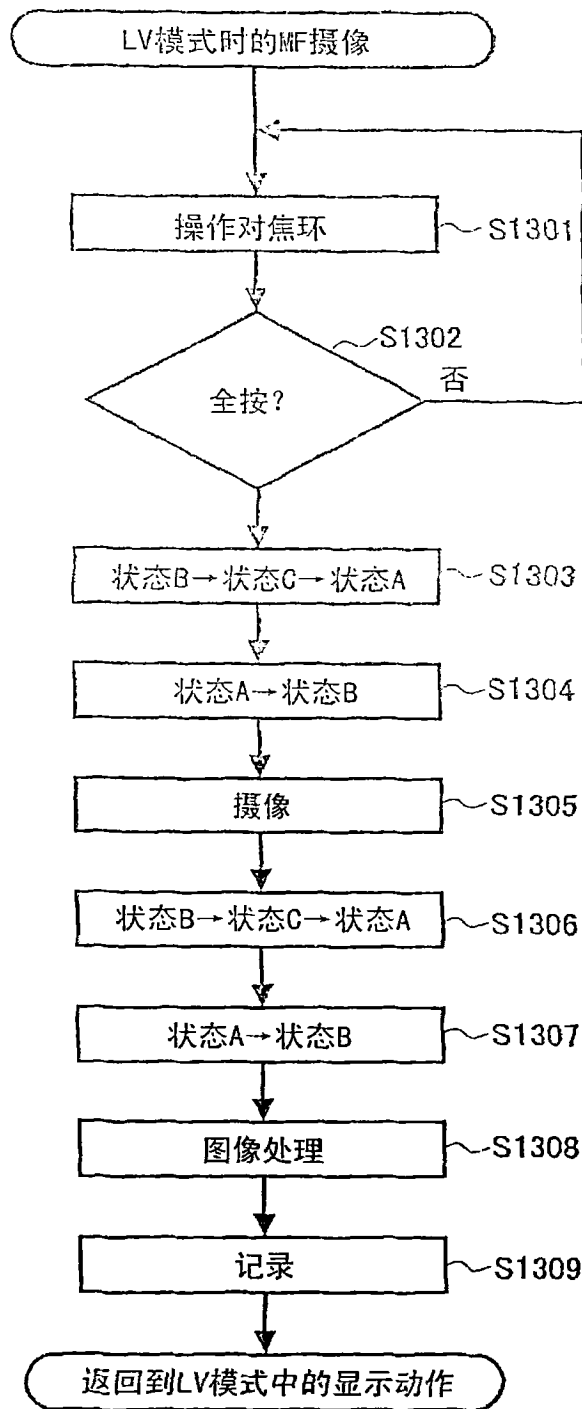 LV模式时的MF摄像
操作对焦环
S1301
S1302
全按？
否
状态B→状态C→状态A
S1303
状态A→状态B
S1304
摄像
S1305
状态B→状态C→状态A
S1306
状态A→状态B
S1307
图像处理
S1308
记录
S1309
返回到LV模式中的显示动作